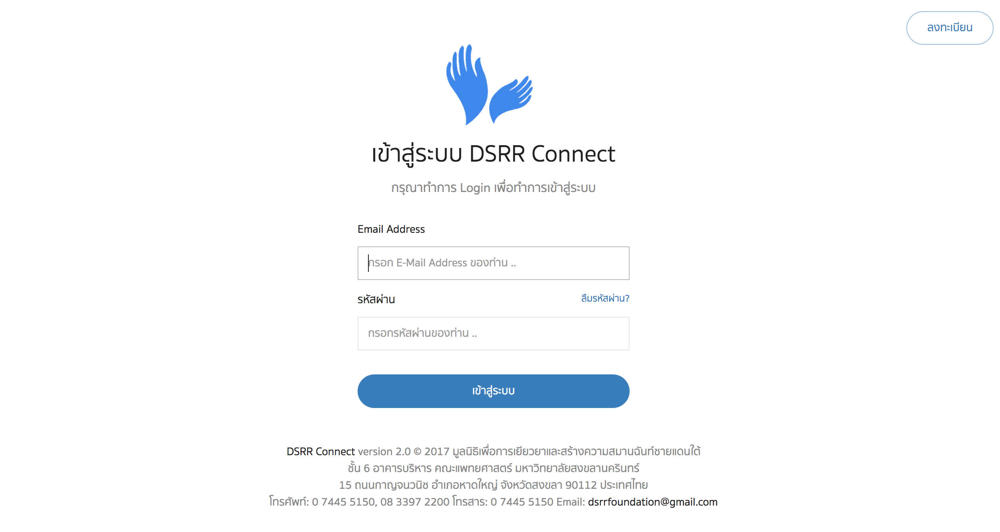 ลงทะเบียน
เข้าสู่ระบบ DSRR Connect
กรุณาทำการ Login เพื่อทำการเข้าสู่ระบบ
Email Address
กรอก E-Mail Address ของท่าน ..
รหัสผ่าน ลืมรหัสผ่าน?
กรอกรหัสผ่านของท่าน ..
เข้าสู่ระบบ
DSRR Connect version 2.0 © 2017 มูลนิธิเพื่อการเยียวยาและสร้างความสมานฉันท์ชายแดนใต้
ชั้น 6 อาคารบริหาร คณะแพทยศาสตร์ มหาวิทยาลัยสงขลานครินทร์
15 ถนนกาญจนวนิช อำเภอหาดใหญ่ จังหวัดสงขลา 90112 ประเทศไทย
โทรศัพท์: 0 7445 5150, 08 3397 2200 โทรสาร: 0 7445 5150 Email: dsrrfoundation@gmail.com